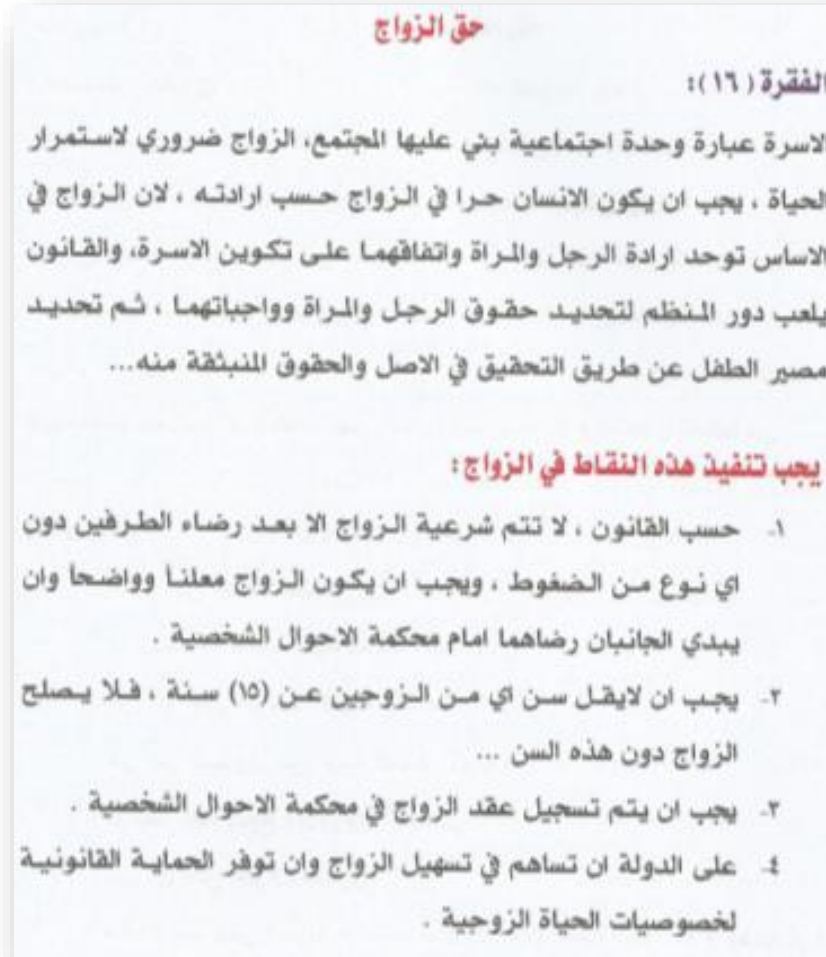 حق الزواج
الفقرة (١٦):
الاسرة عبارة وحدة اجتماعية بني عليها المجتمع، الزواج ضروري لاستمرار
الحياة ، يجب ان يكون الانسان حرا في الزواج حسب ارادته ، لان الزواج في
الاساس توحد ارادة الرجل والمراة واتفاقهما على تكوين الاسرة، والقانون
يلعب دور المنظم لتحديد حقوق الرجل والمراة وواجباتهما ، ثم تحديد
مصير الطفل عن طريق التحقيق في الاصل والحقوق المنبثقة منه...
يجب تنفيذ هذه النقاط في الزواج:
١. حسب القانون ، لا تتم شرعية الزواج الا بعد رضاء الطرفين دون
اي نوع من الضغوط ، ويجب ان يكون الزواج معلناً وواضحاً وان
يبدي الجانبان رضاهما امام محكمة الاحوال الشخصية .
٢- يجب ان لايقل سن اي من الزوجين عن (١٥) سنة ، فلا يصلح
الزواج دون هذه السن ...
٣- يجب ان يتم تسجيل عقد الزواج في محكمة الاحوال الشخصية .
٤. على الدولة ان تساهم في تسهيل الزواج وان توفر الحماية القانونية
لخصوصيات الحياة الزوجية .